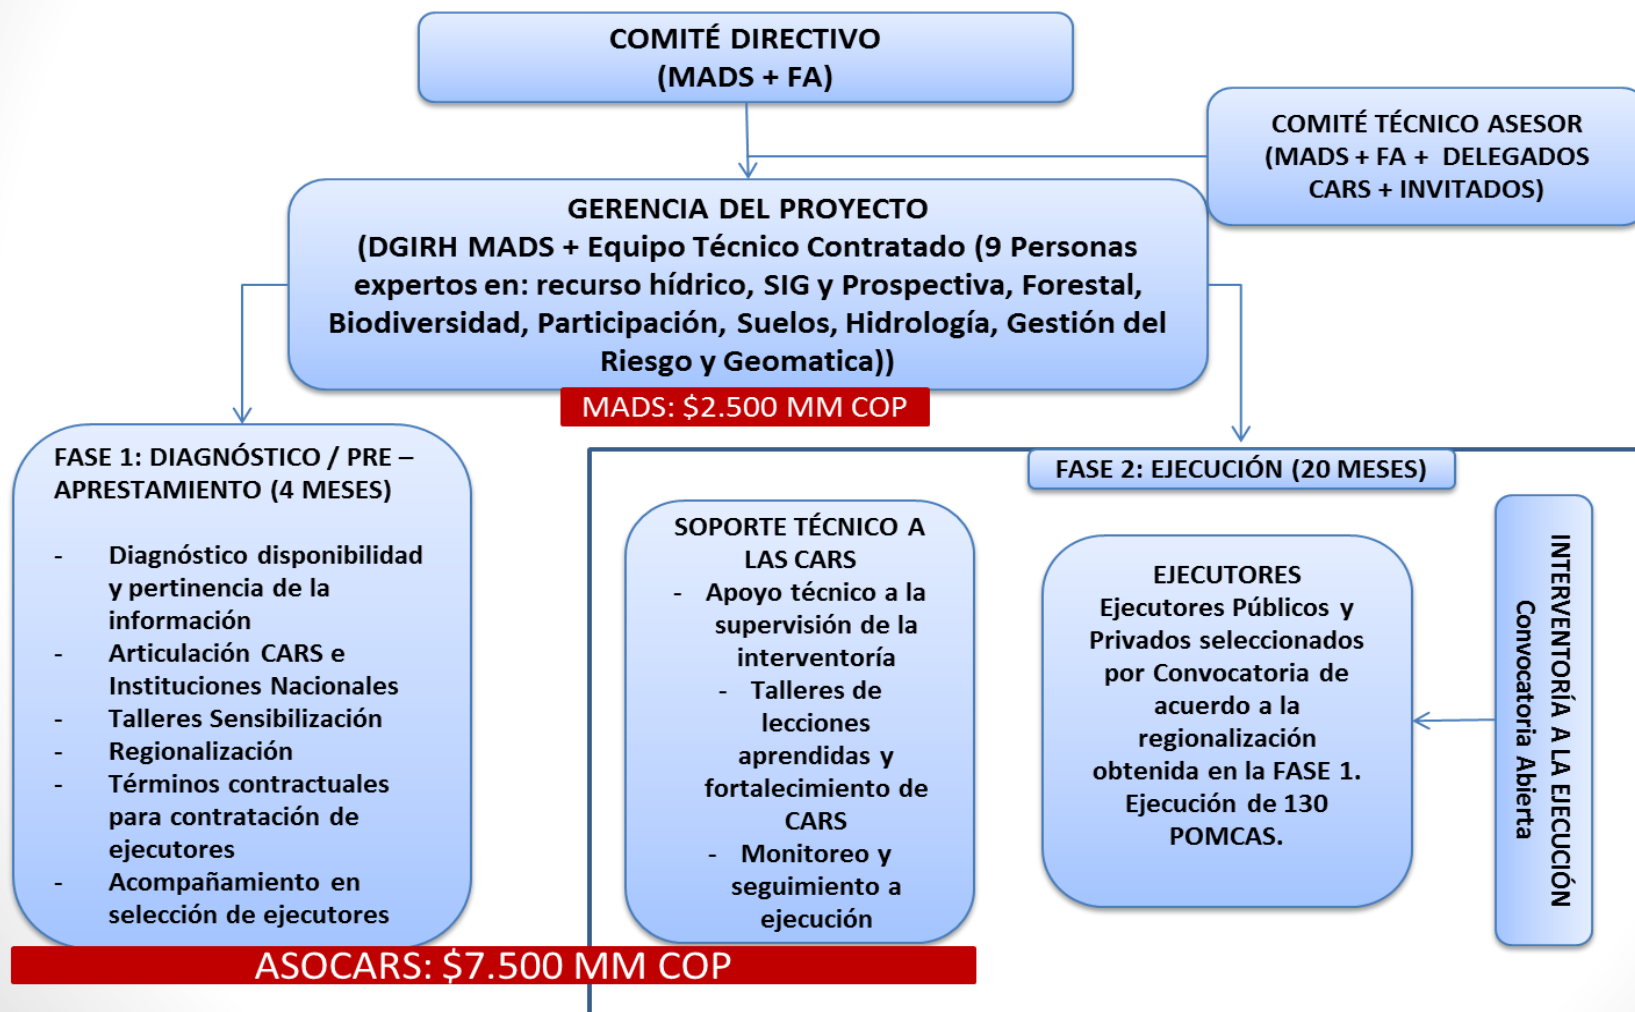 COMITÉ DIRECTIVO
(MADS + FA)
COMITÉ TÉCNICO ASESOR
(MADS + FA + DELEGADOS
CARS + INVITADOS)
GERENCIA DEL PROYECTO
(DGIRH MADS + Equipo Técnico Contratado (9 Personas
expertos en: recurso hídrico, SIG y Prospectiva, Forestal,
Biodiversidad, Participación, Suelos, Hidrología, Gestión del
Riesgo y Geomatica))
MADS: $2.500 MM COP
FASE 1: DIAGNÓSTICO / PRE –
APRESTAMIENTO (4 MESES)
- Diagnóstico disponibilidad
y pertinencia de la
información
- Articulación CARS e
Instituciones Nacionales
- Talleres Sensibilización
- Regionalización
- Términos contractuales
para contratación de
ejecutores
- Acompañamiento en
selección de ejecutores
FASE 2: EJECUCIÓN (20 MESES)
SOPORTE TÉCNICO A
LAS CARS
- Apoyo técnico a la
supervisión de la
interventoría
- Talleres de
lecciones
aprendidas y
fortalecimiento de
CARS
- Monitoreo y
seguimiento a
ejecución
EJECUTORES
Ejecutores Públicos y
Privados seleccionados
por Convocatoria de
acuerdo a la
regionalización
obtenida en la FASE 1.
Ejecución de 130
POMCAS.
INTERVENTORÍA A LA EJECUCIÓN
Convocatoria Abierta
ASOCARS: $7.500 MM COP